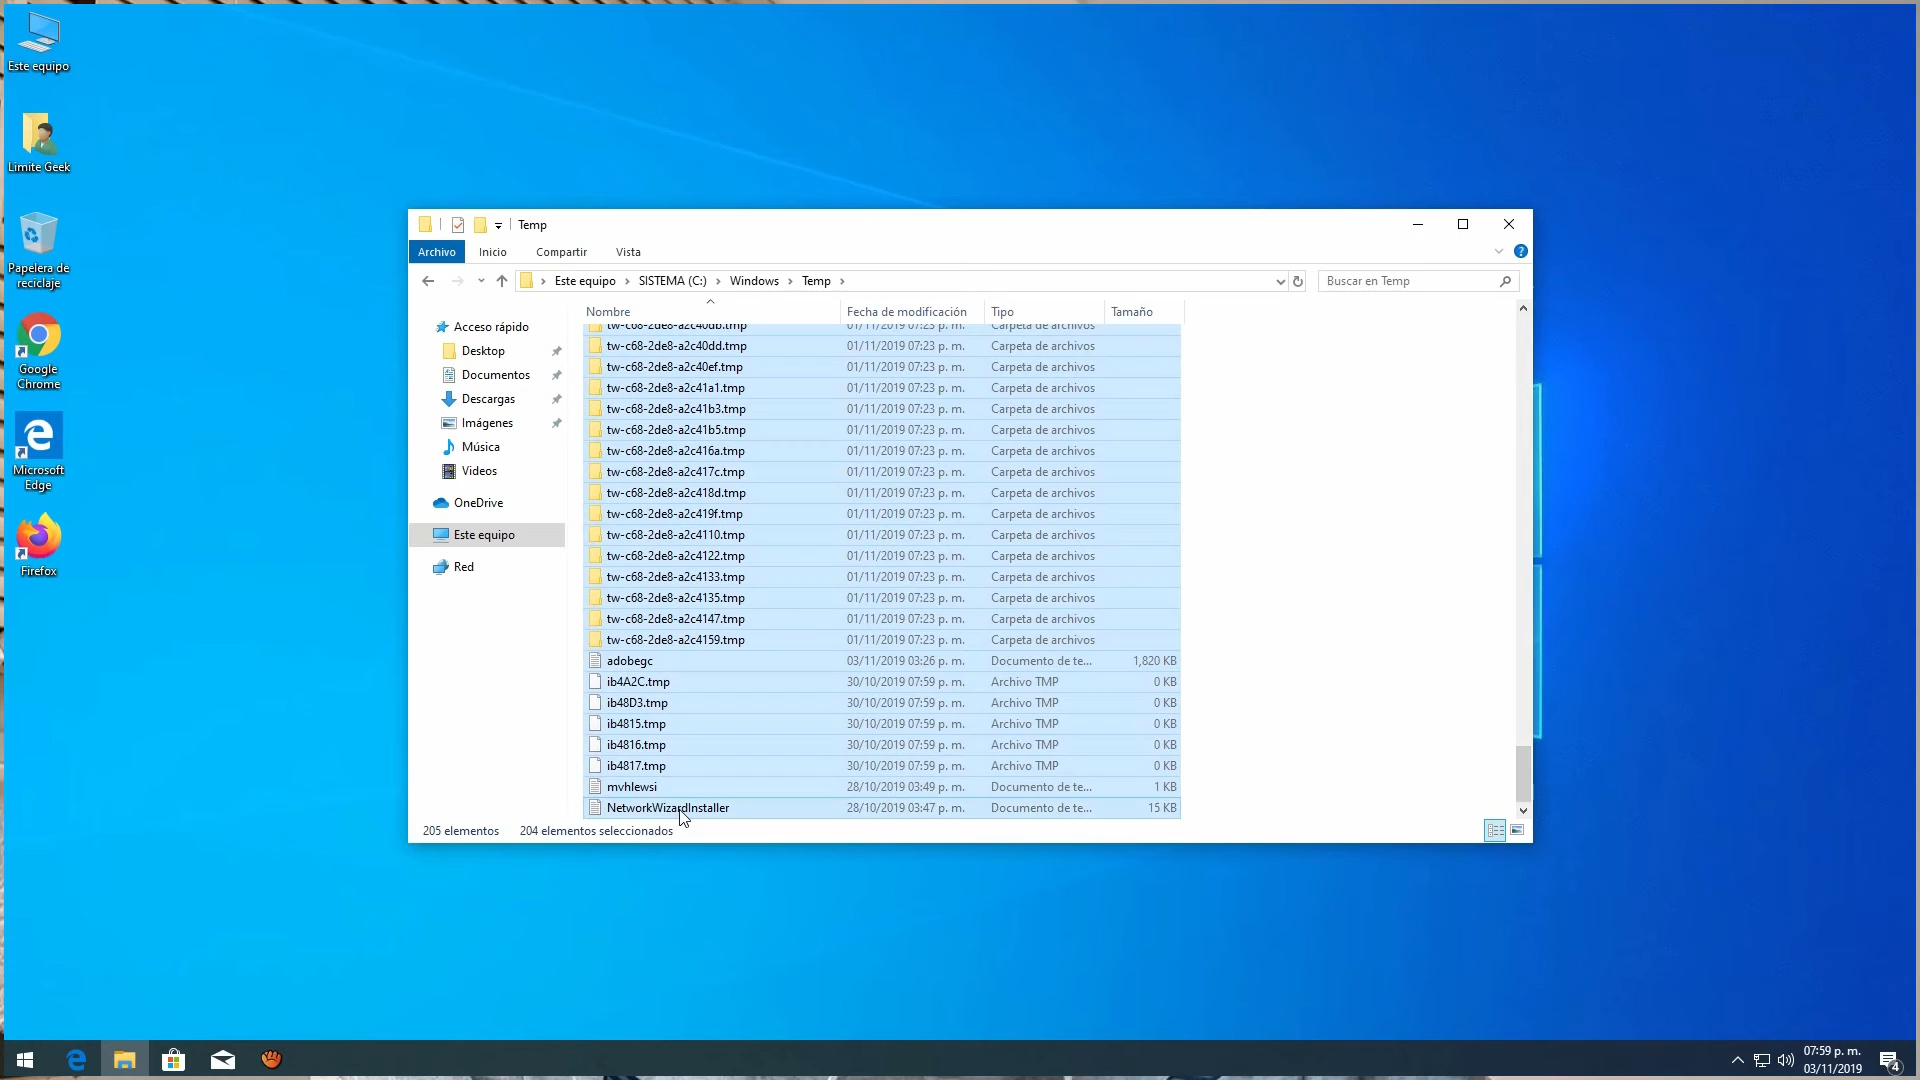 Este equipo
Limite Geek
Papelera de
reciclaje
Google
Chrome
Microsoft
Edge
Firefox
Temp
Archivo
Inicio
Compartir
Vista
Este equipo
SISTEMA (C:)
Windows
Temp
Buscar en Temp
Acceso rápido
Desktop
Documentos
Descargas
Imágenes
Música
Videos
OneDrive
Este equipo
Red
Nombre Fecha de modificación Tipo Tamaño
tw-c68-2de8-a2c40db.tmp 01/11/2019 07:23 p. m. Carpeta de archivos
tw-c68-2de8-a2c40dd.tmp 01/11/2019 07:23 p. m. Carpeta de archivos
tw-c68-2de8-a2c40ef.tmp 01/11/2019 07:23 p. m. Carpeta de archivos
tw-c68-2de8-a2c41a1.tmp 01/11/2019 07:23 p. m. Carpeta de archivos
tw-c68-2de8-a2c41b3.tmp 01/11/2019 07:23 p. m. Carpeta de archivos
tw-c68-2de8-a2c41b5.tmp 01/11/2019 07:23 p. m. Carpeta de archivos
tw-c68-2de8-a2c416a.tmp 01/11/2019 07:23 p. m. Carpeta de archivos
tw-c68-2de8-a2c417c.tmp 01/11/2019 07:23 p. m. Carpeta de archivos
tw-c68-2de8-a2c418d.tmp 01/11/2019 07:23 p. m. Carpeta de archivos
tw-c68-2de8-a2c419f.tmp 01/11/2019 07:23 p. m. Carpeta de archivos
tw-c68-2de8-a2c4110.tmp 01/11/2019 07:23 p. m. Carpeta de archivos
tw-c68-2de8-a2c4122.tmp 01/11/2019 07:23 p. m. Carpeta de archivos
tw-c68-2de8-a2c4133.tmp 01/11/2019 07:23 p. m. Carpeta de archivos
tw-c68-2de8-a2c4135.tmp 01/11/2019 07:23 p. m. Carpeta de archivos
tw-c68-2de8-a2c4147.tmp 01/11/2019 07:23 p. m. Carpeta de archivos
tw-c68-2de8-a2c4159.tmp 01/11/2019 07:23 p. m. Carpeta de archivos
adobegc 03/11/2019 03:26 p. m. Documento de te... 1,820 KB
ib4A2C.tmp 30/10/2019 07:59 p. m. Archivo TMP 0 KB
ib48D3.tmp 30/10/2019 07:59 p. m. Archivo TMP 0 KB
ib4815.tmp 30/10/2019 07:59 p. m. Archivo TMP 0 KB
ib4816.tmp 30/10/2019 07:59 p. m. Archivo TMP 0 KB
ib4817.tmp 30/10/2019 07:59 p. m. Archivo TMP 0 KB
mvhlewsi 28/10/2019 03:49 p. m. Documento de te... 1 KB
NetworkWizardInstaller 28/10/2019 03:47 p. m. Documento de te... 15 KB
205 elementos 204 elementos seleccionados
07:59 p. m.
03/11/2019
4